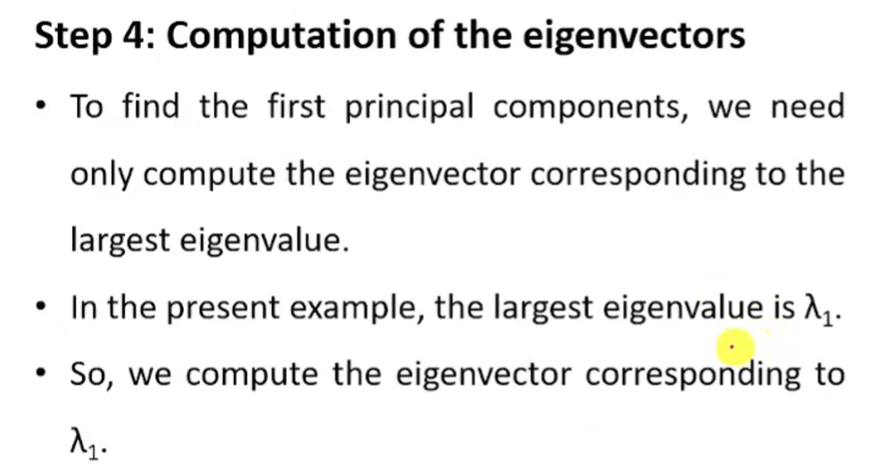 Step 4: Computation of the eigenvectors
• To find the first principal components, we need
only compute the eigenvector corresponding to the
largest eigenvalue.
• In the present example, the largest eigenvalue is λ₁.
• So, we compute the eigenvector corresponding to
λ₁.